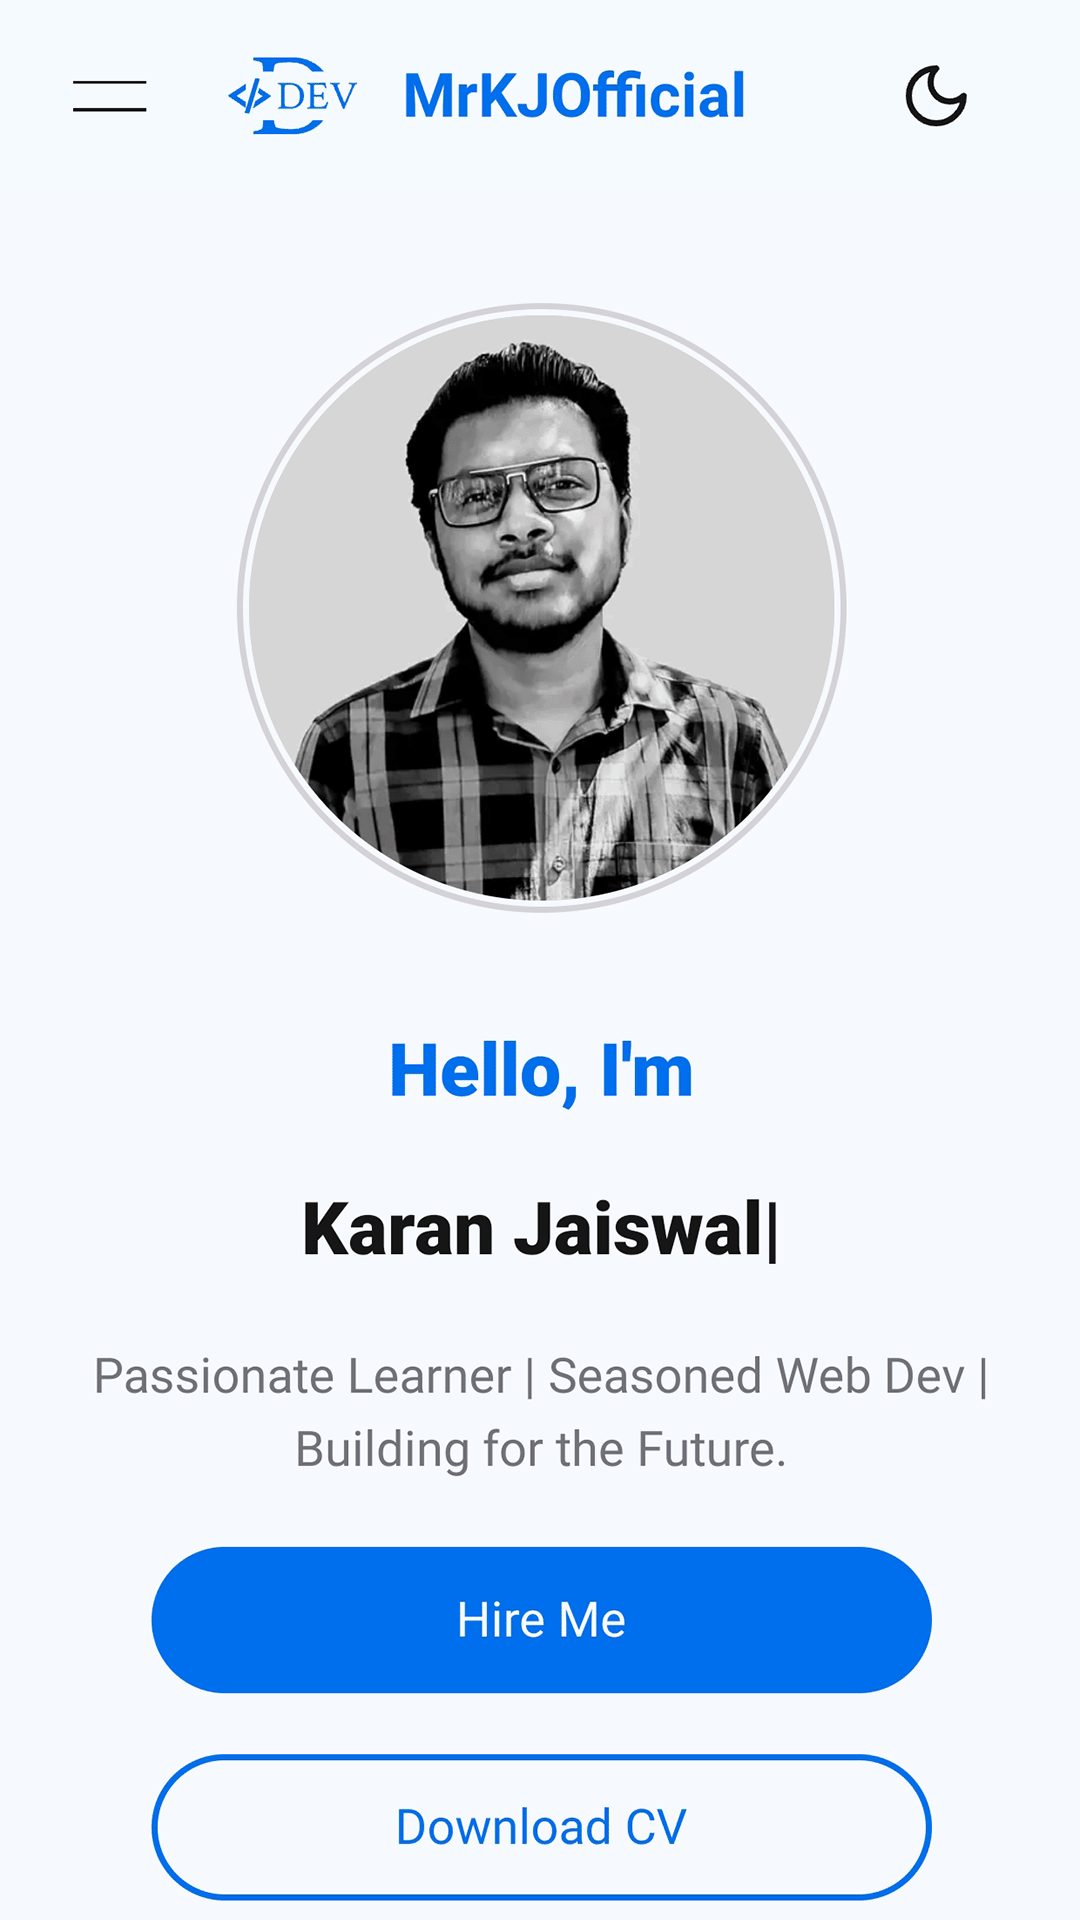 </> DEV MrKJOfficial
Hello, I'm
Karan Jaiswal|
Passionate Learner | Seasoned Web Dev |
Building for the Future.
Hire Me
Download CV